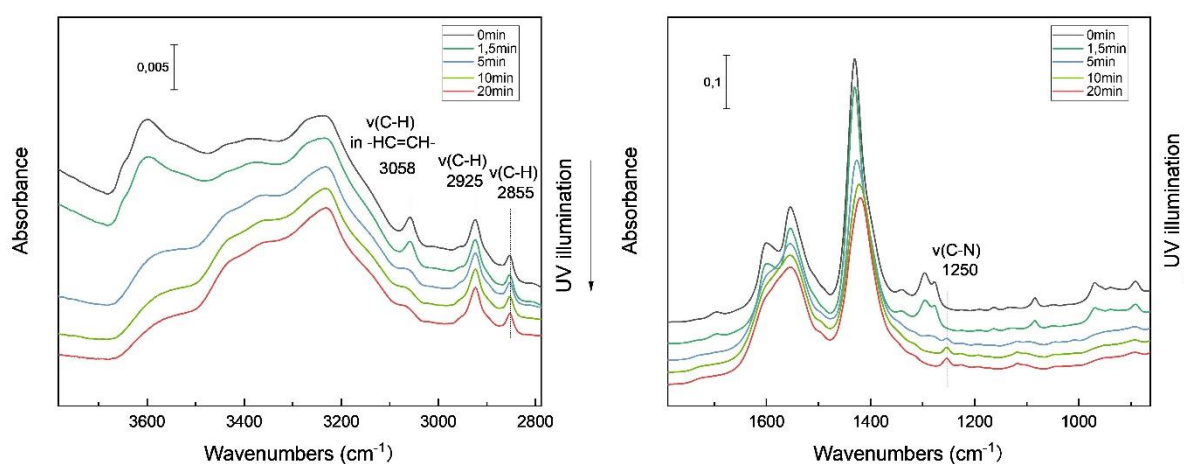 0min
1,5min
5min
10min
20min
0,005
ν(C-H)
in -HC=CH-
3058
ν(C-H)
2925
ν(C-H)
2855
Absorbance
UV illumination
3600 3400 3200 3000 2800
Wavenumbers (cm⁻¹)
0min
1,5min
5min
10min
20min
0,1
ν(C-N)
1250
Absorbance
UV illumination
1600 1400 1200 1000
Wavenumbers (cm⁻¹)